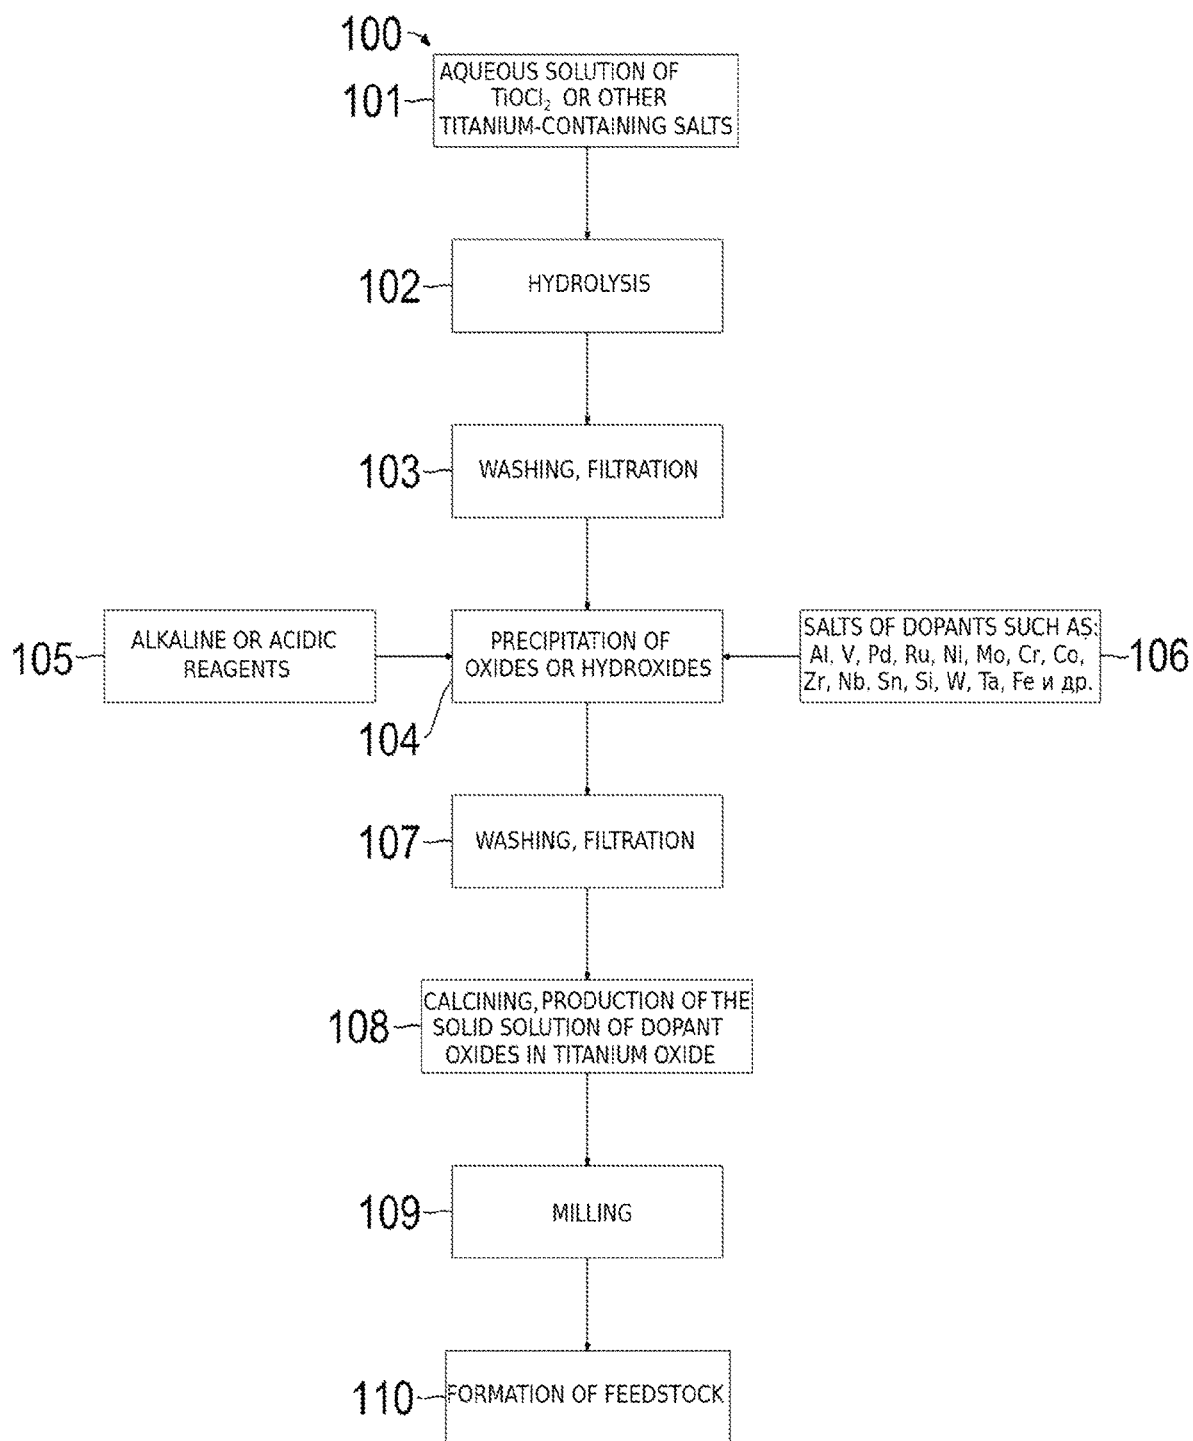 100
101
AQUEOUS SOLUTION OF
TiOCl₂ OR OTHER
TITANIUM-CONTAINING SALTS
102
HYDROLYSIS
103
WASHING, FILTRATION
105
ALKALINE OR ACIDIC
REAGENTS
PRECIPITATION OF
OXIDES OR HYDROXIDES
104
SALTS OF DOPANTS SUCH AS:
Al, V, Pd, Ru, Ni, Mo, Cr, Co,
Zr, Nb. Sn, Si, W, Ta, Fe и др.
106
107
WASHING, FILTRATION
108
CALCINING, PRODUCTION OF THE
SOLID SOLUTION OF DOPANT
OXIDES IN TITANIUM OXIDE
109
MILLING
110
FORMATION OF FEEDSTOCK